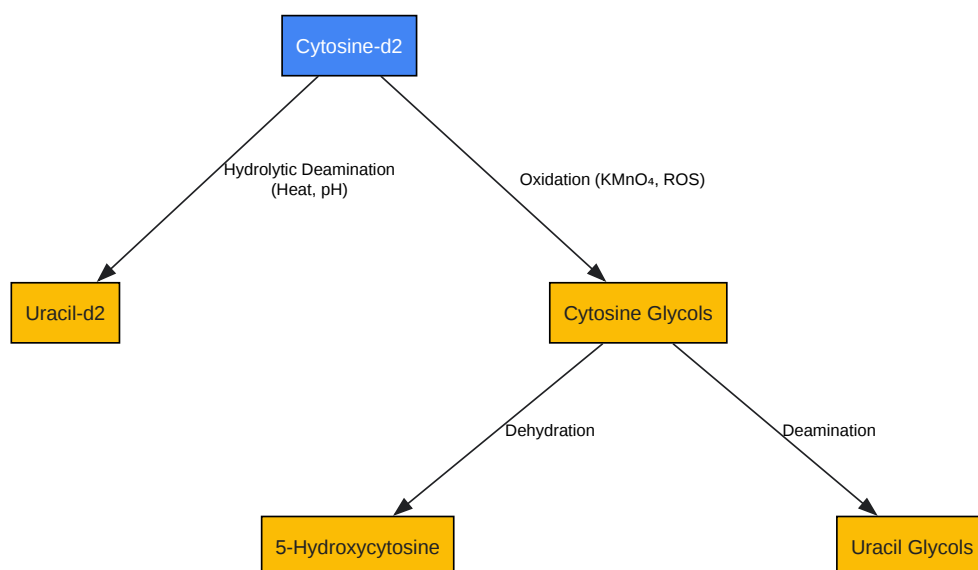 Cytosine-d2
Hydrolytic Deamination
(Heat, pH)
Oxidation (KMnO₄, ROS)
Uracil-d2
Cytosine Glycols
Dehydration
Deamination
5-Hydroxycytosine
Uracil Glycols